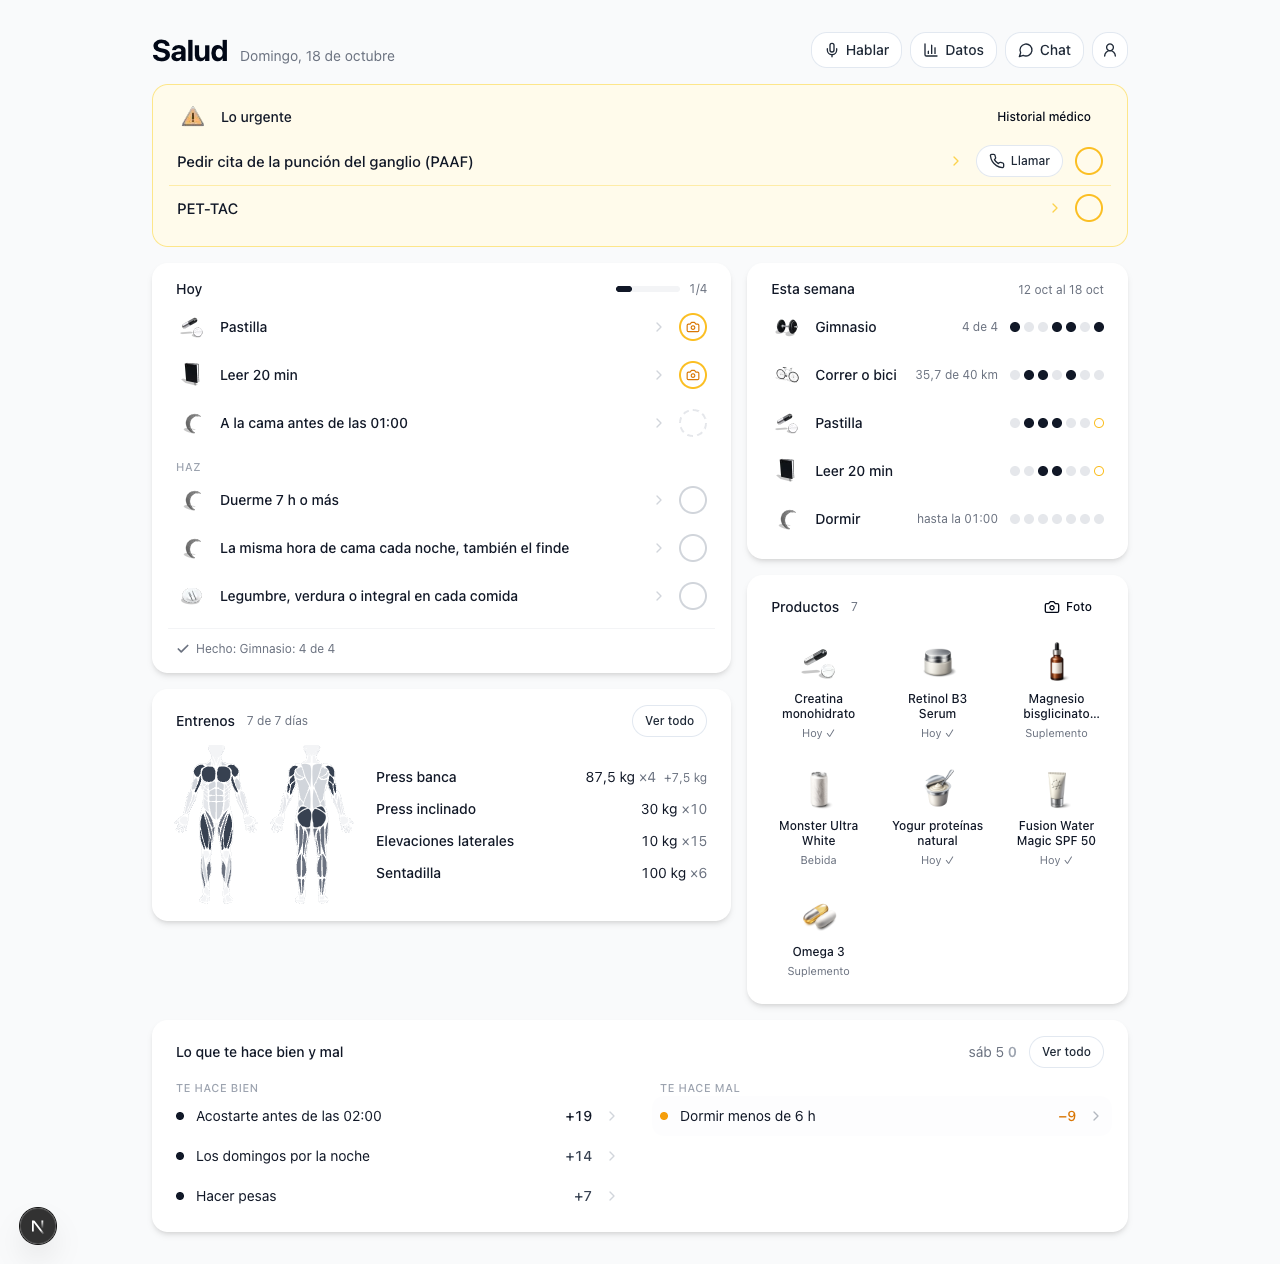 Salud
Domingo, 18 de octubre
Hablar
Datos
Chat
Lo urgente
Historial médico
Pedir cita de la punción del ganglio (PAAF)
Llamar
PET-TAC
Hoy
1/4
Pastilla
Leer 20 min
A la cama antes de las 01:00
HAZ
Duerme 7 h o más
La misma hora de cama cada noche, también el finde
Legumbre, verdura o integral en cada comida
Hecho: Gimnasio: 4 de 4
Esta semana
12 oct al 18 oct
Gimnasio
4 de 4
Correr o bici
35,7 de 40 km
Pastilla
Leer 20 min
Dormir
hasta la 01:00
Entrenos
7 de 7 días
Ver todo
Press banca
87,5 kg ×4 +7,5 kg
Press inclinado
30 kg ×10
Elevaciones laterales
10 kg ×15
Sentadilla
100 kg ×6
Productos 7
Foto
Creatina
monohidrato
Hoy ✓
Retinol B3
Serum
Hoy ✓
Magnesio
bisglicinato…
Suplemento
Monster Ultra
White
Bebida
Yogur proteínas
natural
Hoy ✓
Fusion Water
Magic SPF 50
Hoy ✓
Omega 3
Suplemento
Lo que te hace bien y mal
sáb 5 0
Ver todo
TE HACE BIEN
Acostarte antes de las 02:00
+19
Los domingos por la noche
+14
Hacer pesas
+7
TE HACE MAL
Dormir menos de 6 h
−9
N